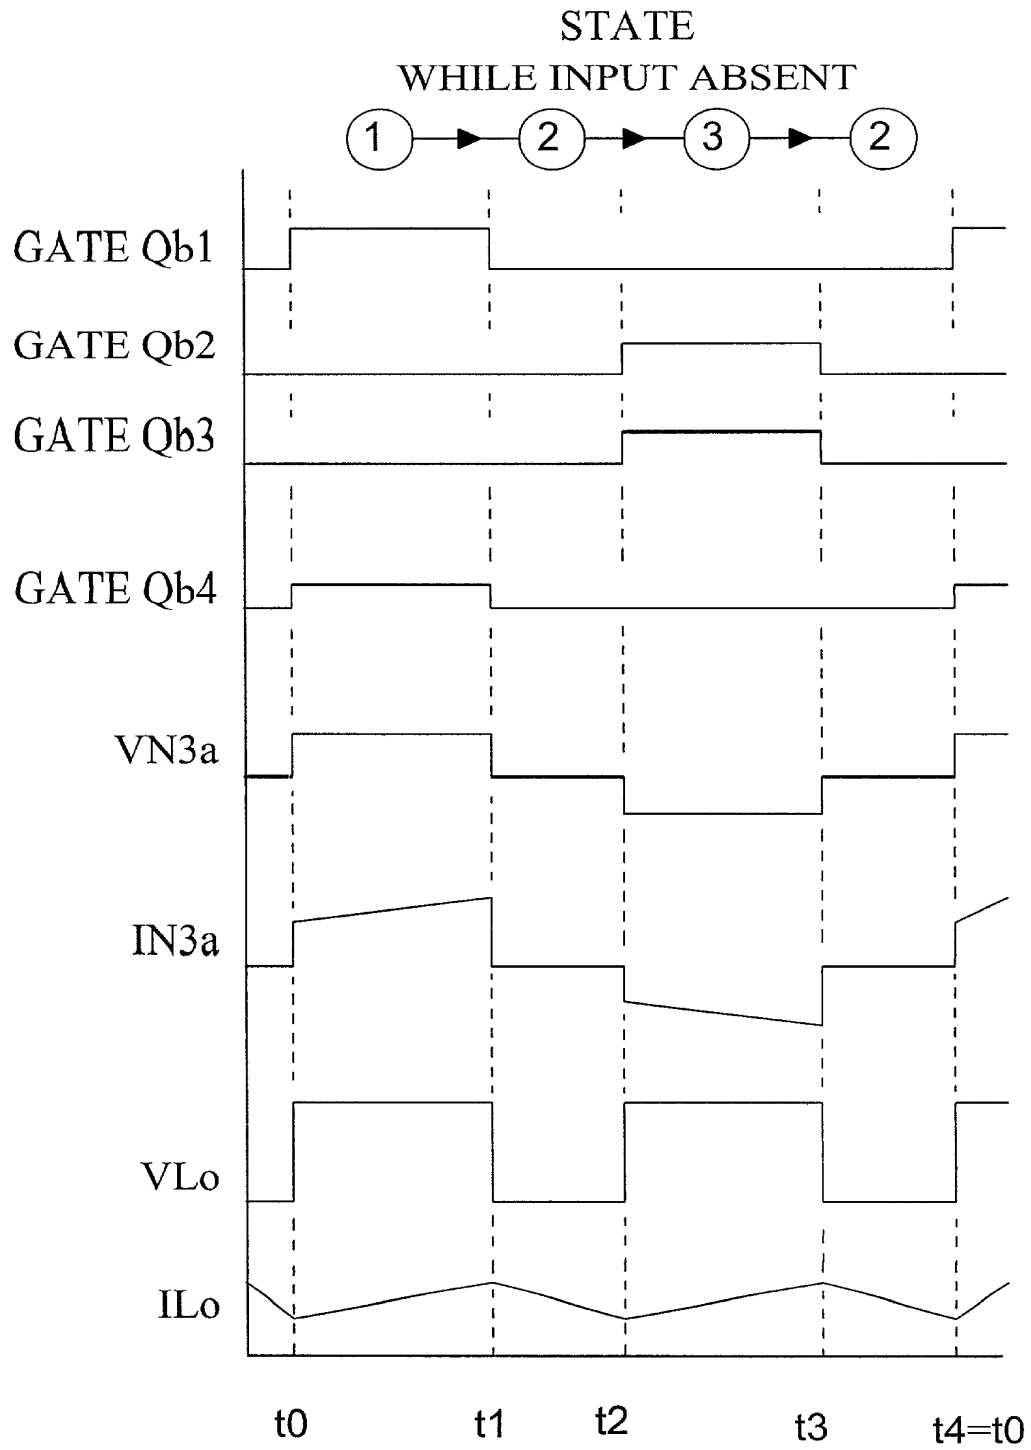 STATE
WHILE INPUT ABSENT
1 2 3 2
GATE Qb1
GATE Qb2
GATE Qb3
GATE Qb4
VN3a
IN3a
VLo
ILo
t0 t1 t2 t3 t4=t0